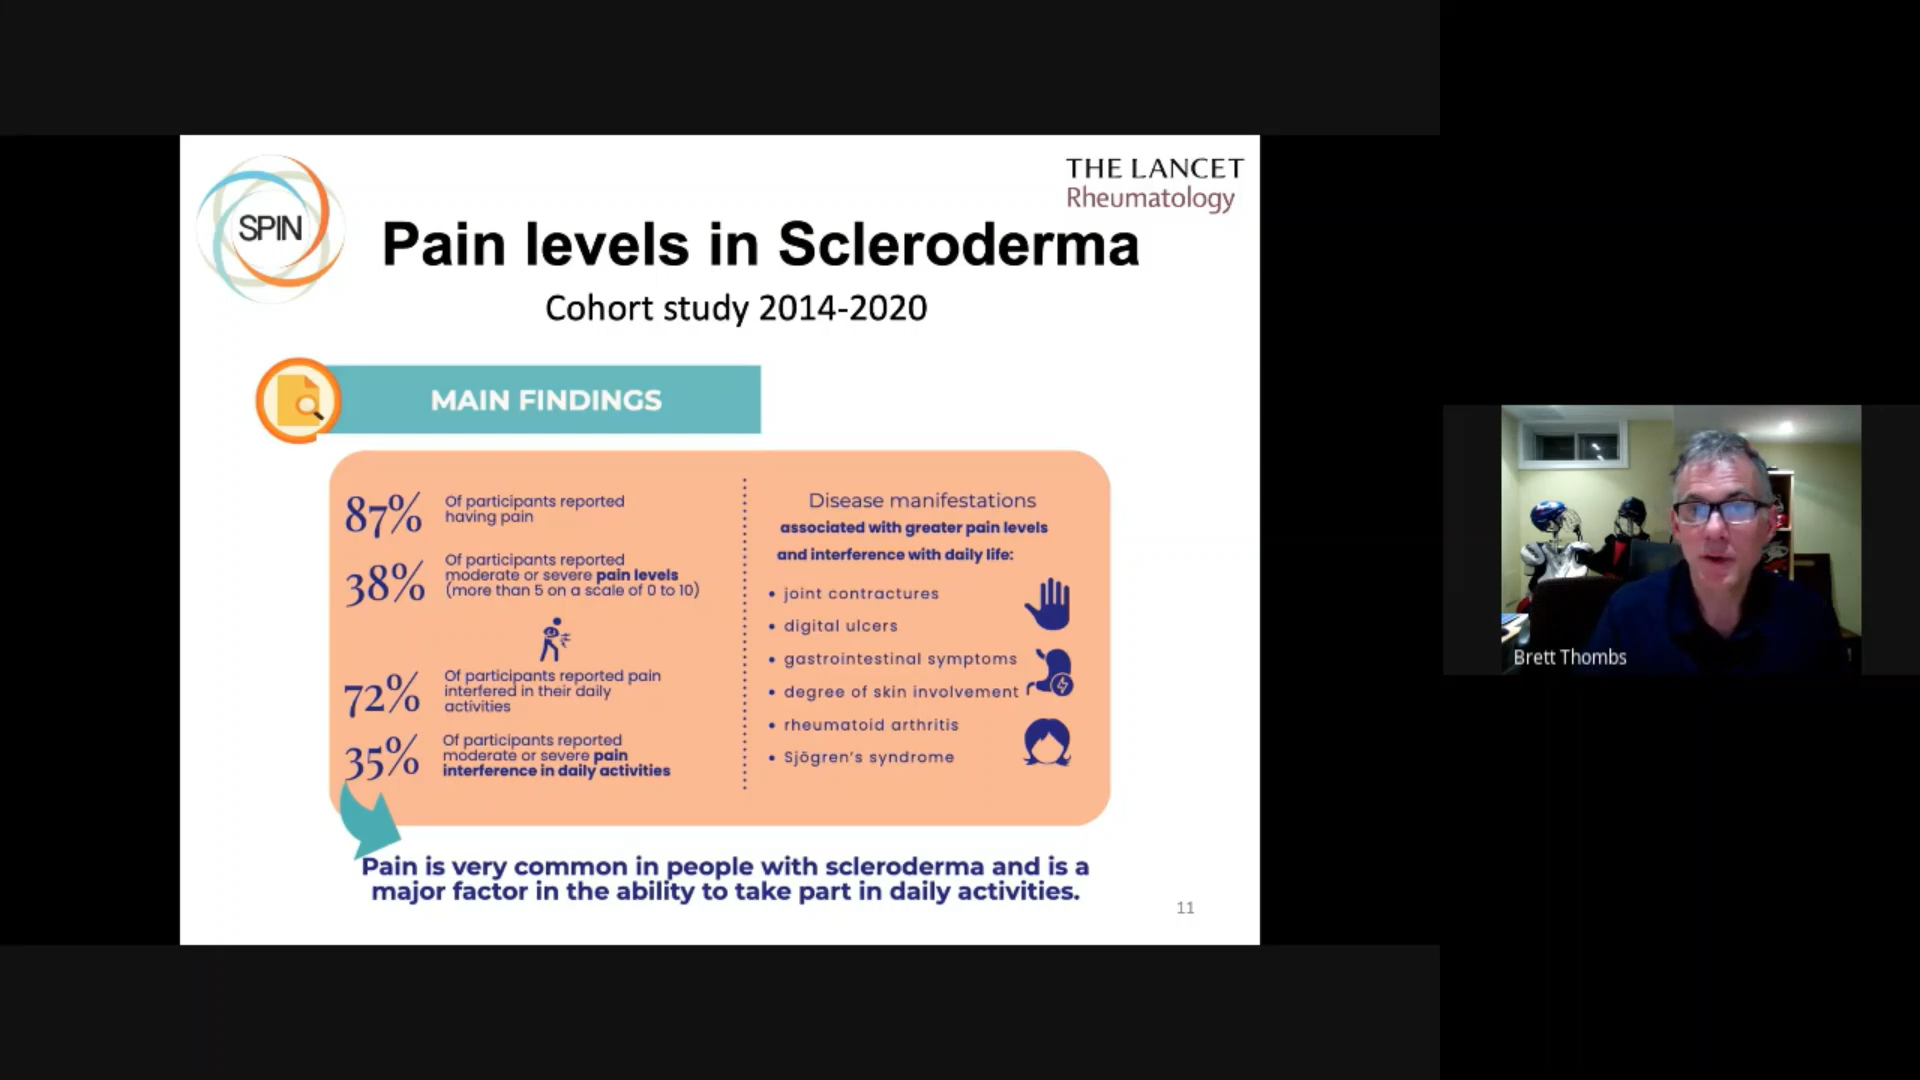 SPIN
THE LANCET
Rheumatology
Pain levels in Scleroderma
Cohort study 2014-2020
MAIN FINDINGS
87%
Of participants reported
having pain
38%
Of participants reported
moderate or severe pain levels
(more than 5 on a scale of 0 to 10)
72%
Of participants reported pain
interfered in their daily
activities
35%
Of participants reported
moderate or severe pain
interference in daily activities
Disease manifestations
associated with greater pain levels
and interference with daily life:
• joint contractures
• digital ulcers
• gastrointestinal symptoms
• degree of skin involvement
• rheumatoid arthritis
• Sjögren's syndrome
Pain is very common in people with scleroderma and is a
major factor in the ability to take part in daily activities.
11
Brett Thombs